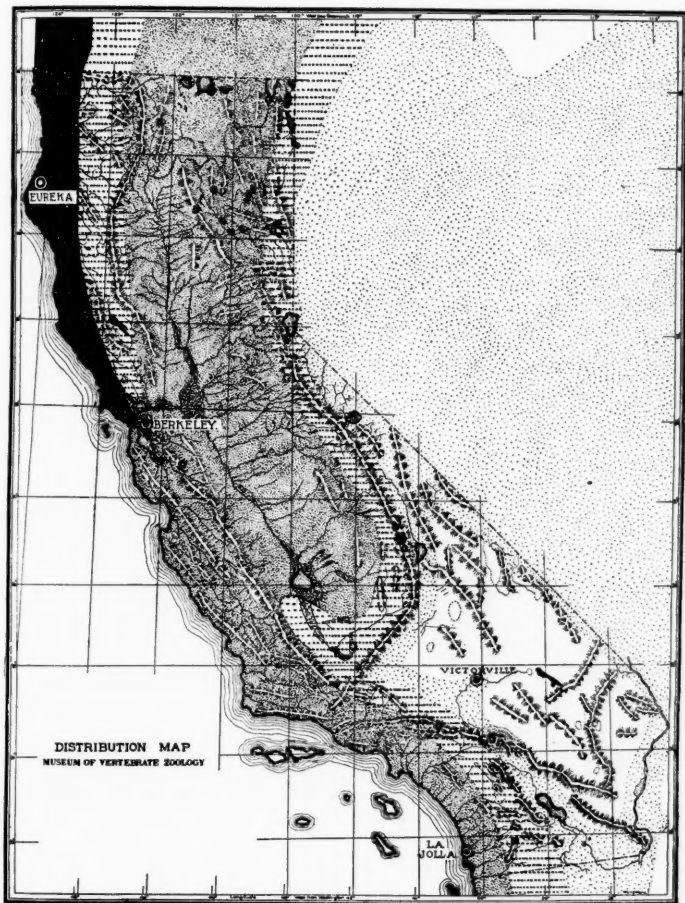 EUREKA
BERKELEY
VICTORVILLE
DISTRIBUTION MAP
MUSEUM OF VERTEBRATE ZOOLOGY
LA
JOLLA